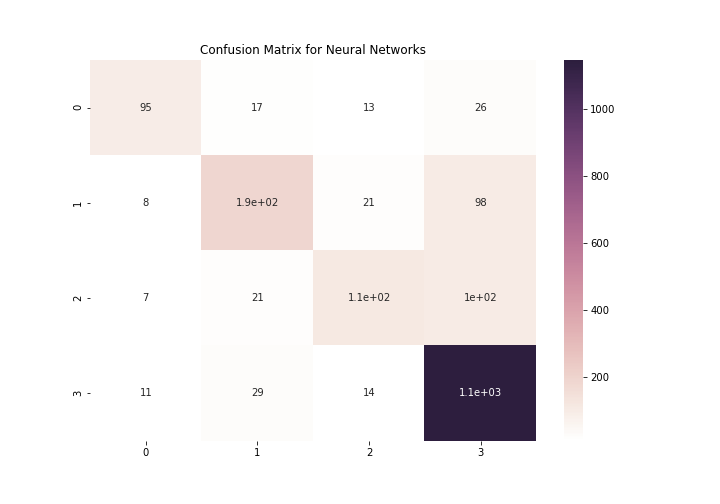 Confusion Matrix for Neural Networks
0 95 17 13 26
1 8 1.9e+02 21 98
2 7 21 1.1e+02 1e+02
3 11 29 14 1.1e+03
0 1 2 3
1000
800
600
400
200